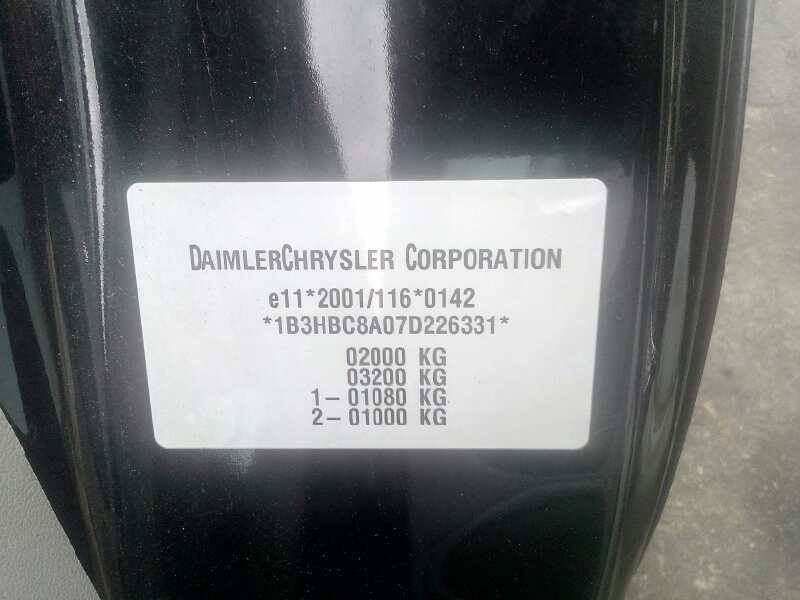 DAIMLERCHRYSLER CORPORATION
e11*2001/116*0142
*1B3HBC8A07D226331*
02000 KG
03200 KG
1-01080 KG
2-01000 KG